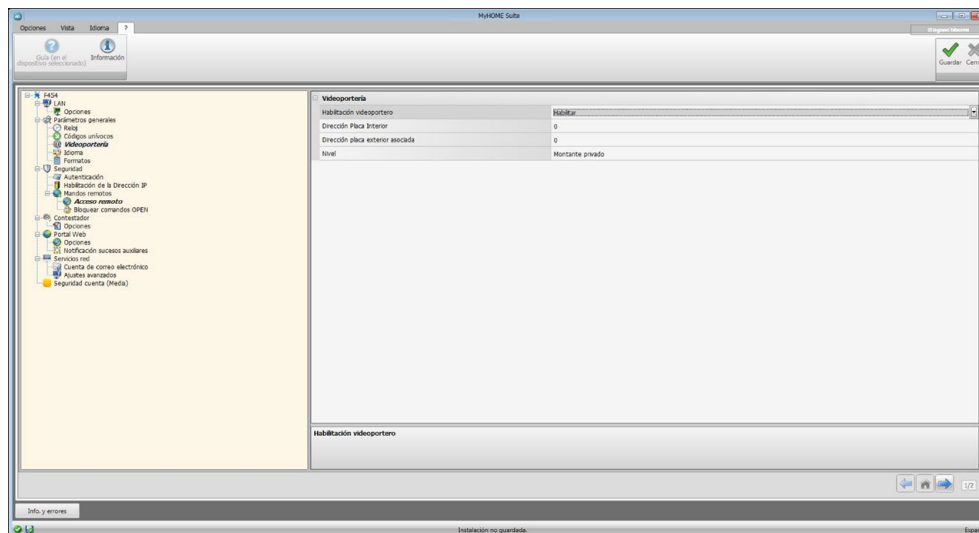 MyHOME Suite
Opciones Vista Idioma ?
Guía (en el dispositivo seleccionado)
Información
Guardar
F454
LAN
Opciones
Parámetros generales
Reloj
Códigos unívocos
Videoportería
Idioma
Formatos
Seguridad
Autenticación
Habilitación de la Dirección IP
Mandos remotos
Acceso remoto
Bloquear comandos OPEN
Contestador
Opciones
Portal Web
Opciones
Notificación sucesos auxiliares
Servicios red
Cuenta de correo electrónico
Ajustes avanzados
Seguridad cuenta (Media)
Videoportería
Habilitación videoportero Habilitar
Dirección Placa Interior 0
Dirección placa exterior asociada 0
Nivel Montante privado
Habilitación videoportero
1/2
Info. y errores
Instalación no guardada.